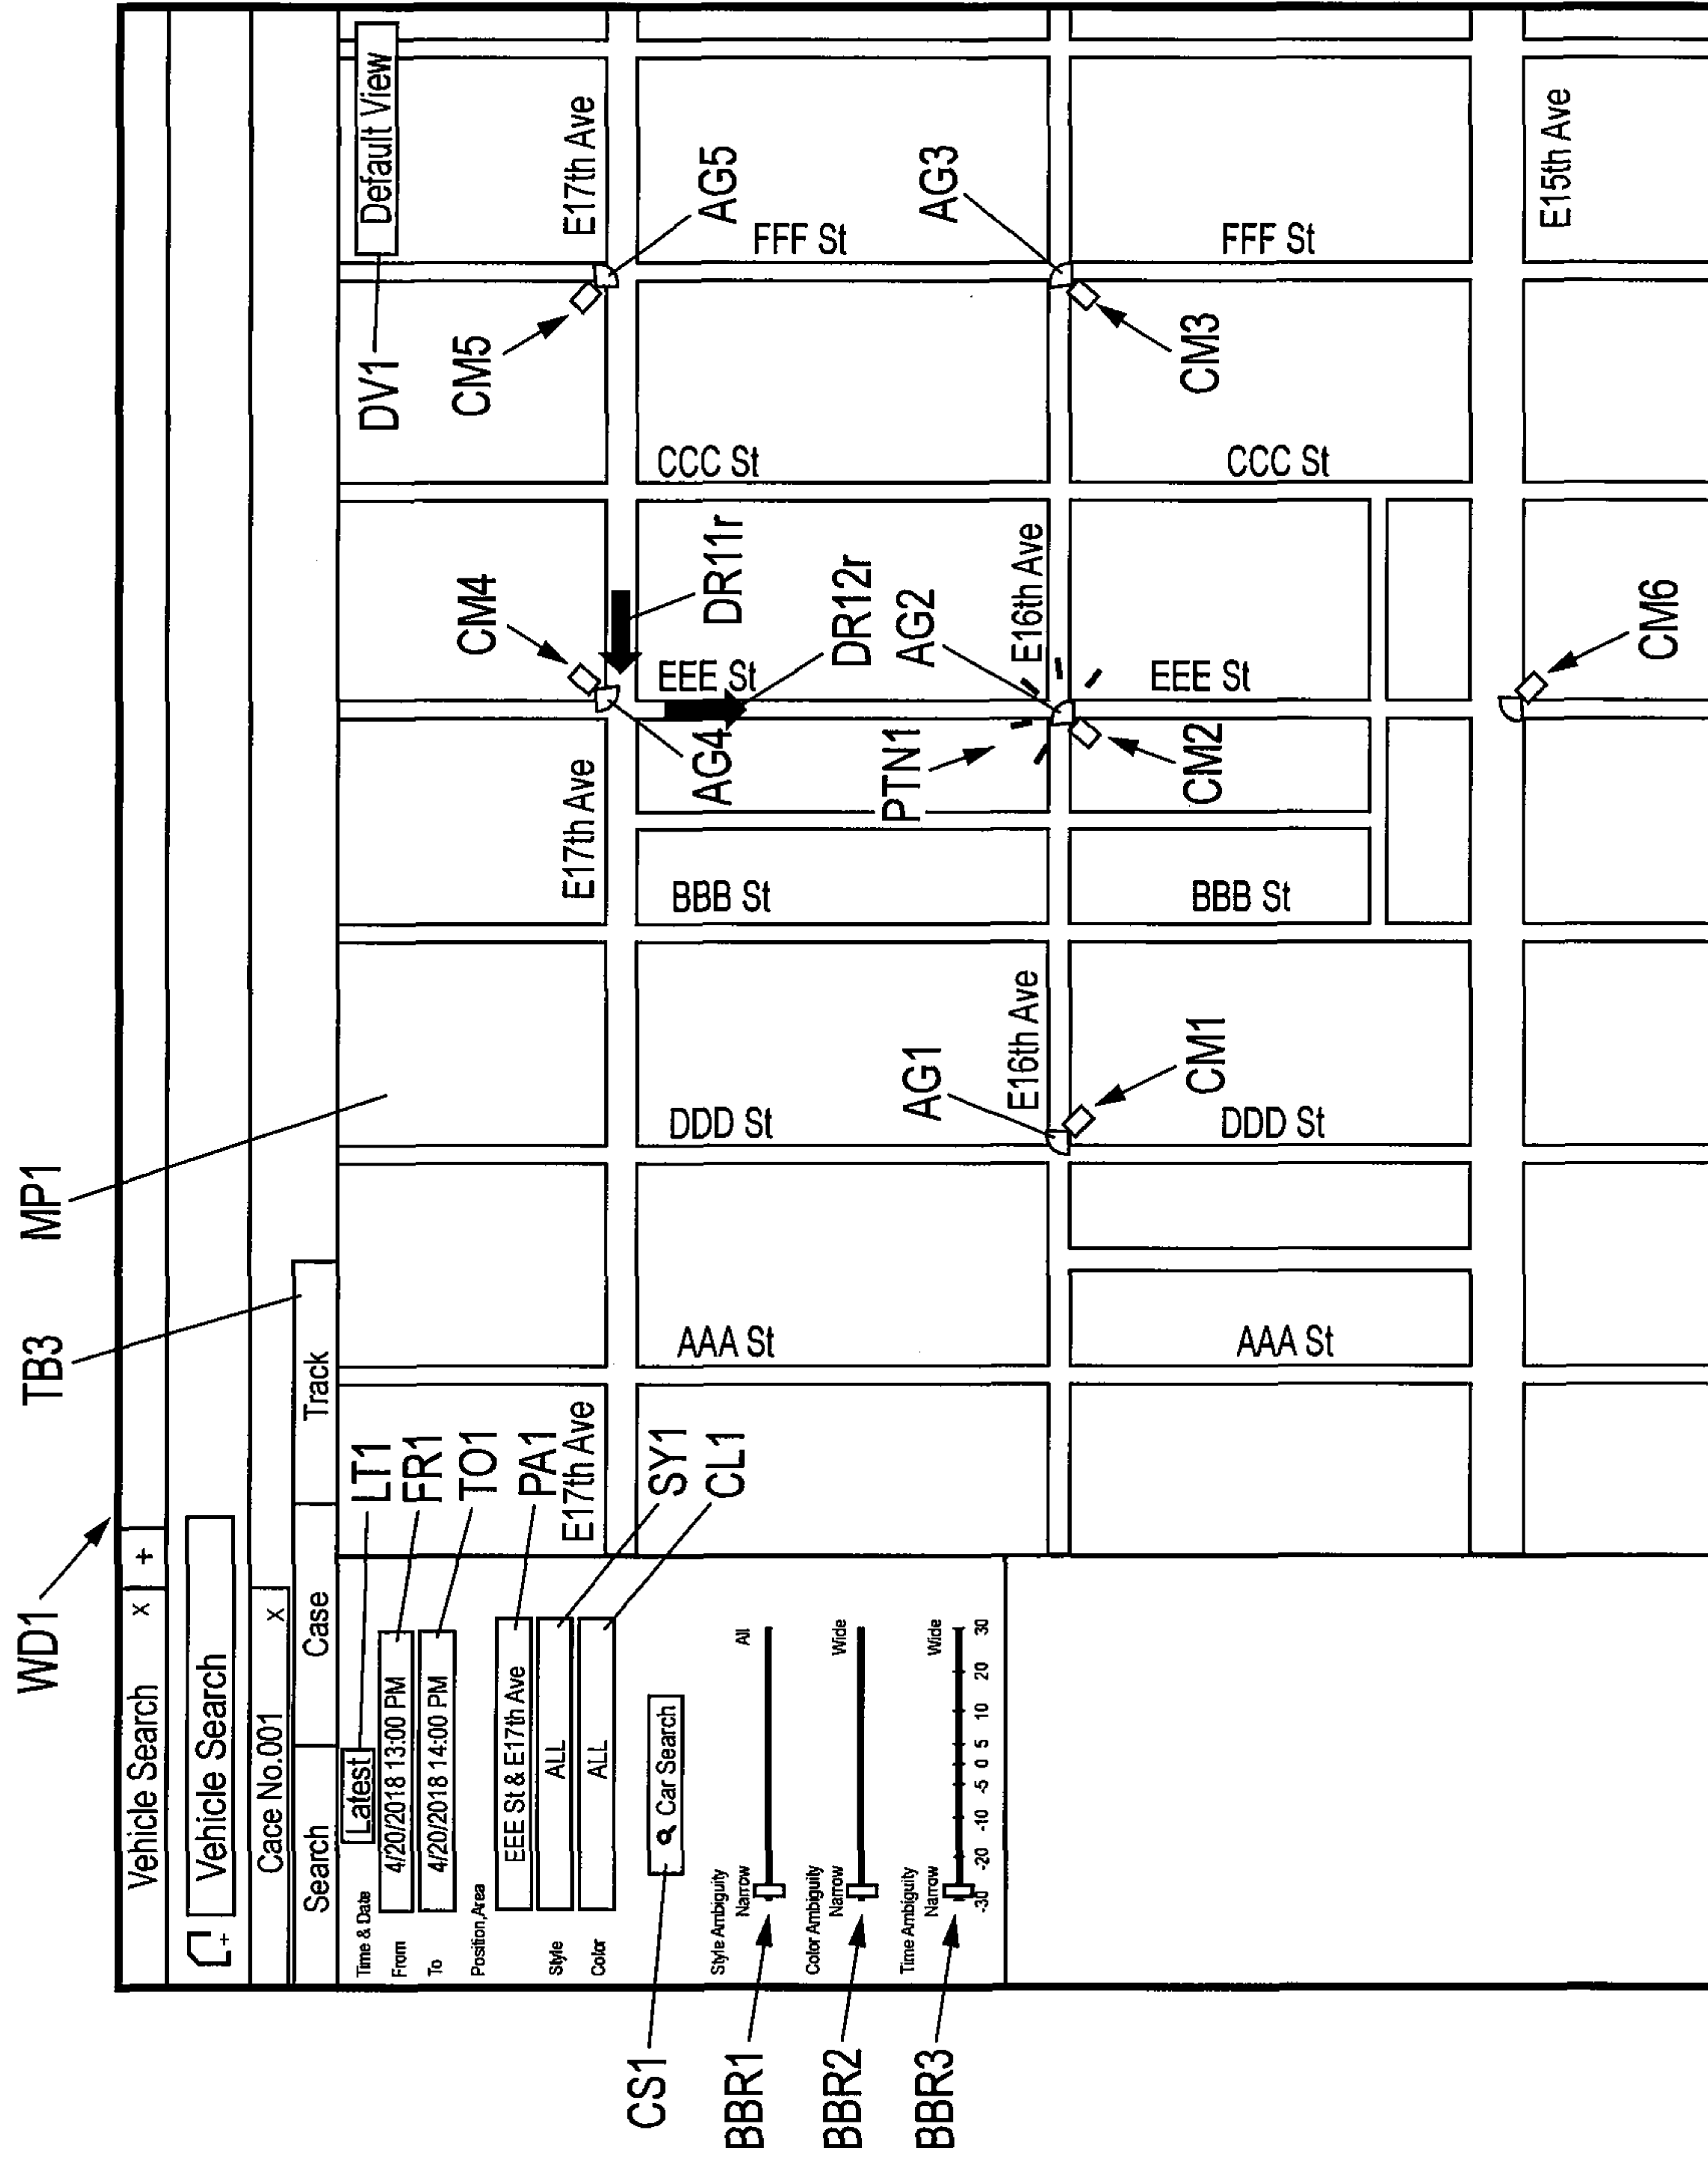 WD1
TB3
MP1
Vehicle Search x +
Vehicle Search
Cace No.001 x
Search Case Track
Time & Date Latest LT1
From 4/20/2018 13:00 PM FR1
To 4/20/2018 14:00 PM TO1
Position,Area
EEE St & E17th Ave PA1
Style ALL SY1
Color ALL CL1
CS1
Car Search
Style Ambiguity
Narrow All
BBR1
Color Ambiguity
Narrow Wide
BBR2
Time Ambiguity
Narrow Wide
BBR3
-30 -20 -10 -5 0 5 10 20 30
DV1 Default View
CM4 CM5
E17th Ave E17th Ave E17th Ave
AG4 DR11r AG5
AAA St DDD St BBB St EEE St CCC St FFF St
DR12r
PTN1 AG2 AG3
AG1
E16th Ave E16th Ave
CM1 CM2 CM3
AAA St DDD St BBB St EEE St CCC St FFF St
E15th Ave
CM6